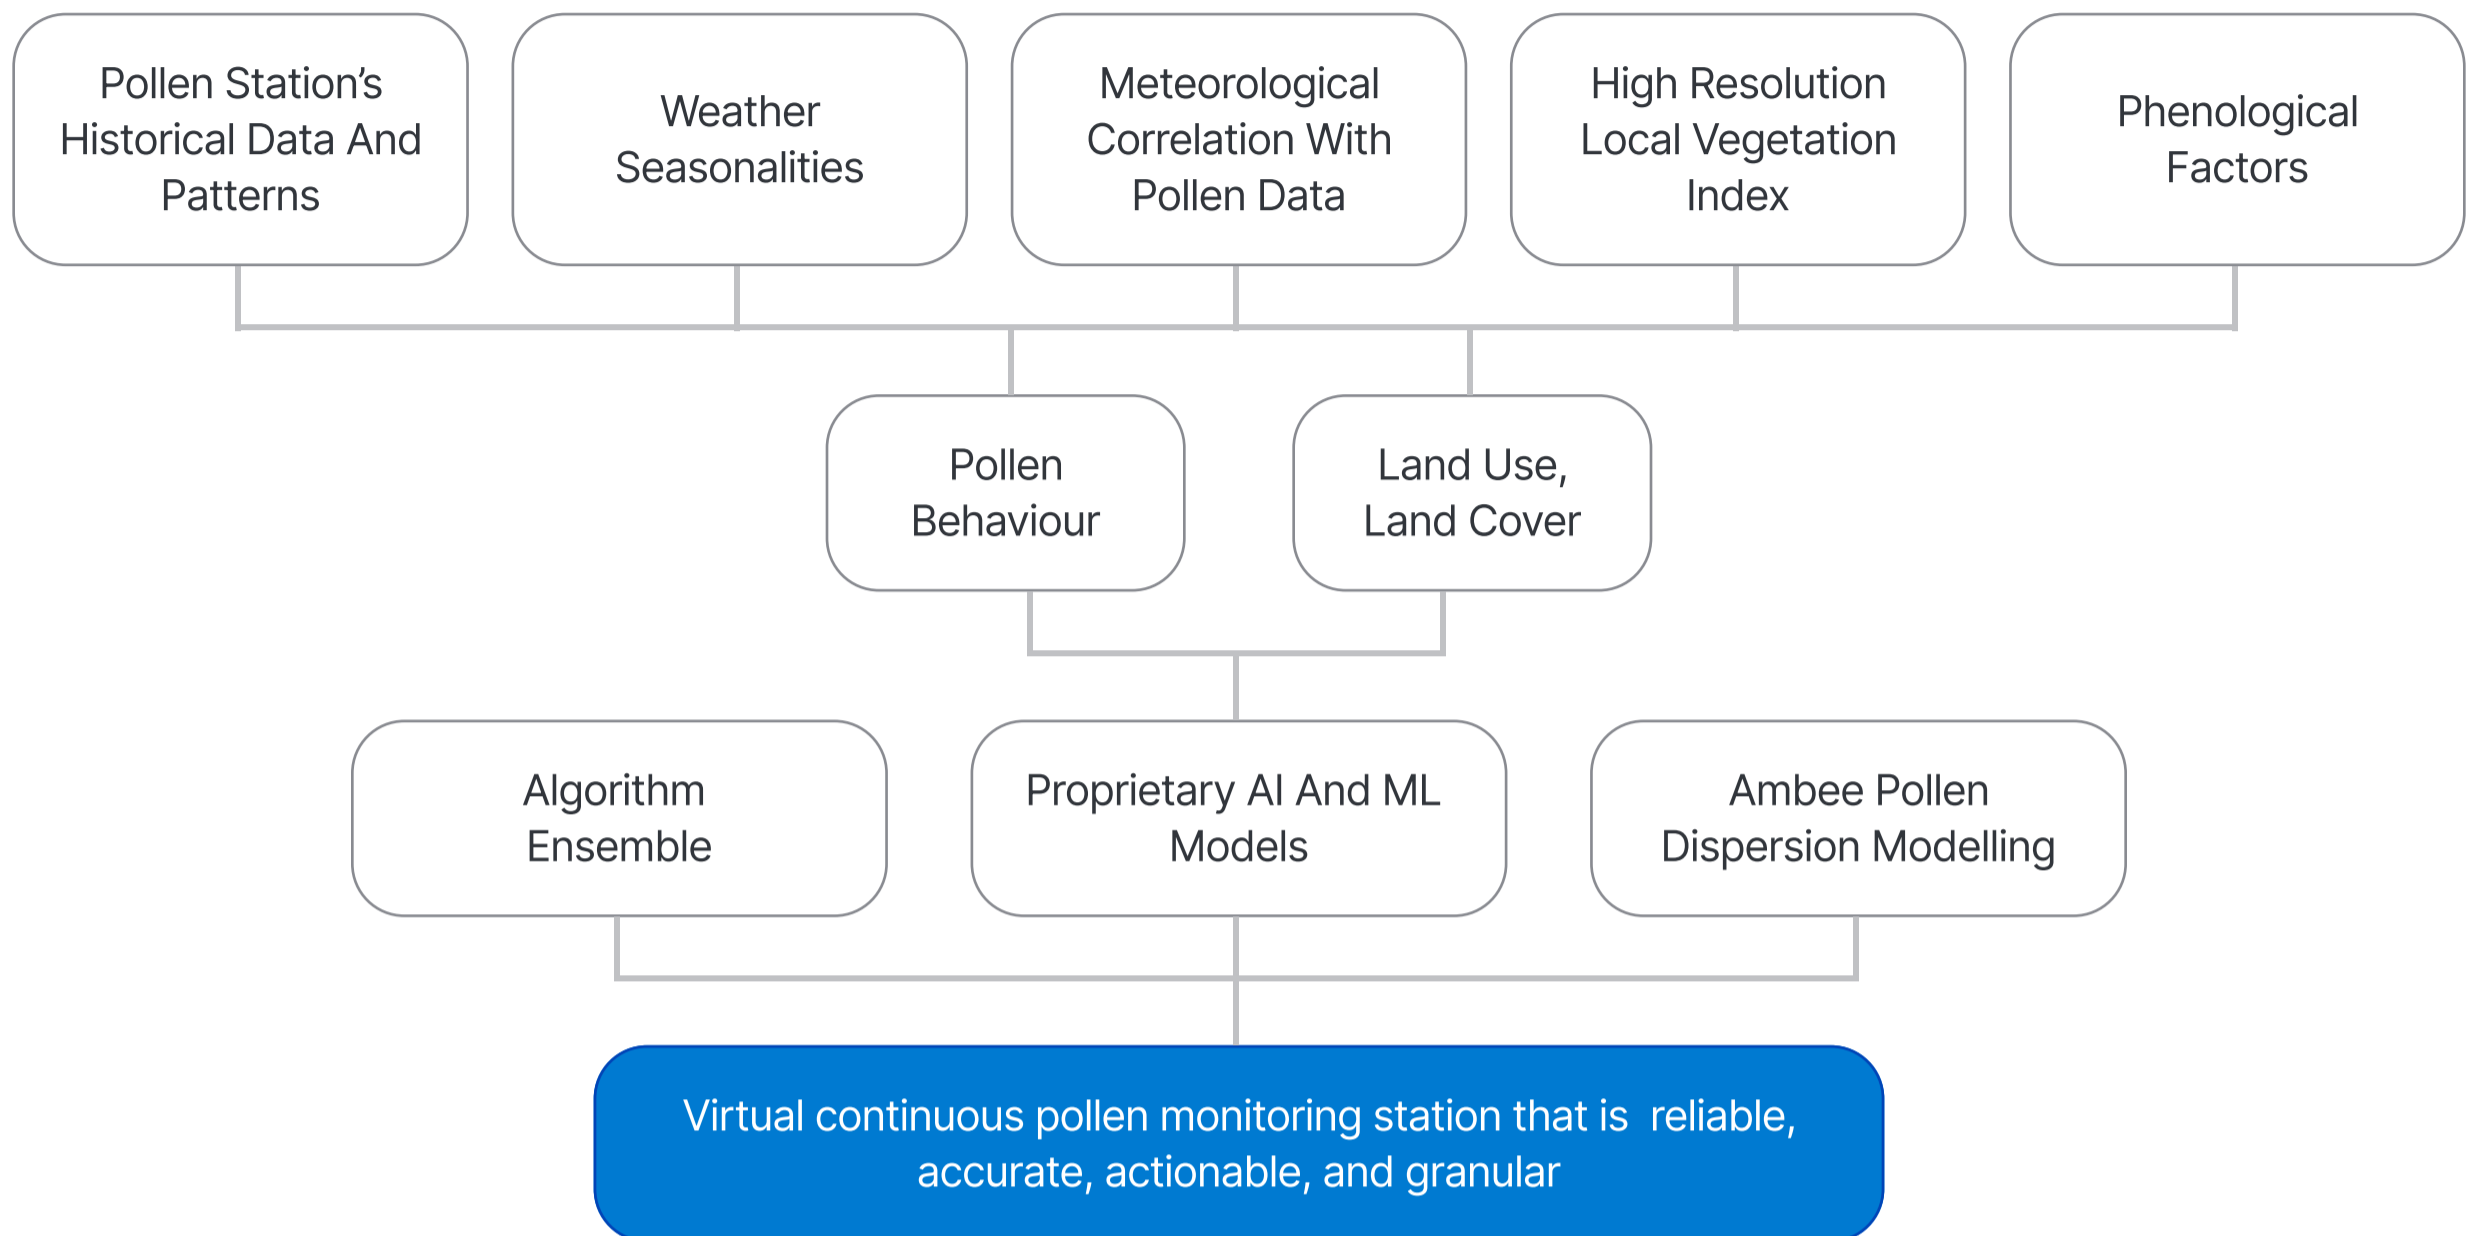 Pollen Station’s
Historical Data And
Patterns
Weather
Seasonalities
Meteorological
Correlation With
Pollen Data
High Resolution
Local Vegetation
Index
Phenological
Factors
Pollen
Behaviour
Land Use,
Land Cover
Algorithm
Ensemble
Proprietary AI And ML
Models
Ambee Pollen
Dispersion Modelling
Virtual continuous pollen monitoring station that is  reliable,
accurate, actionable, and granular